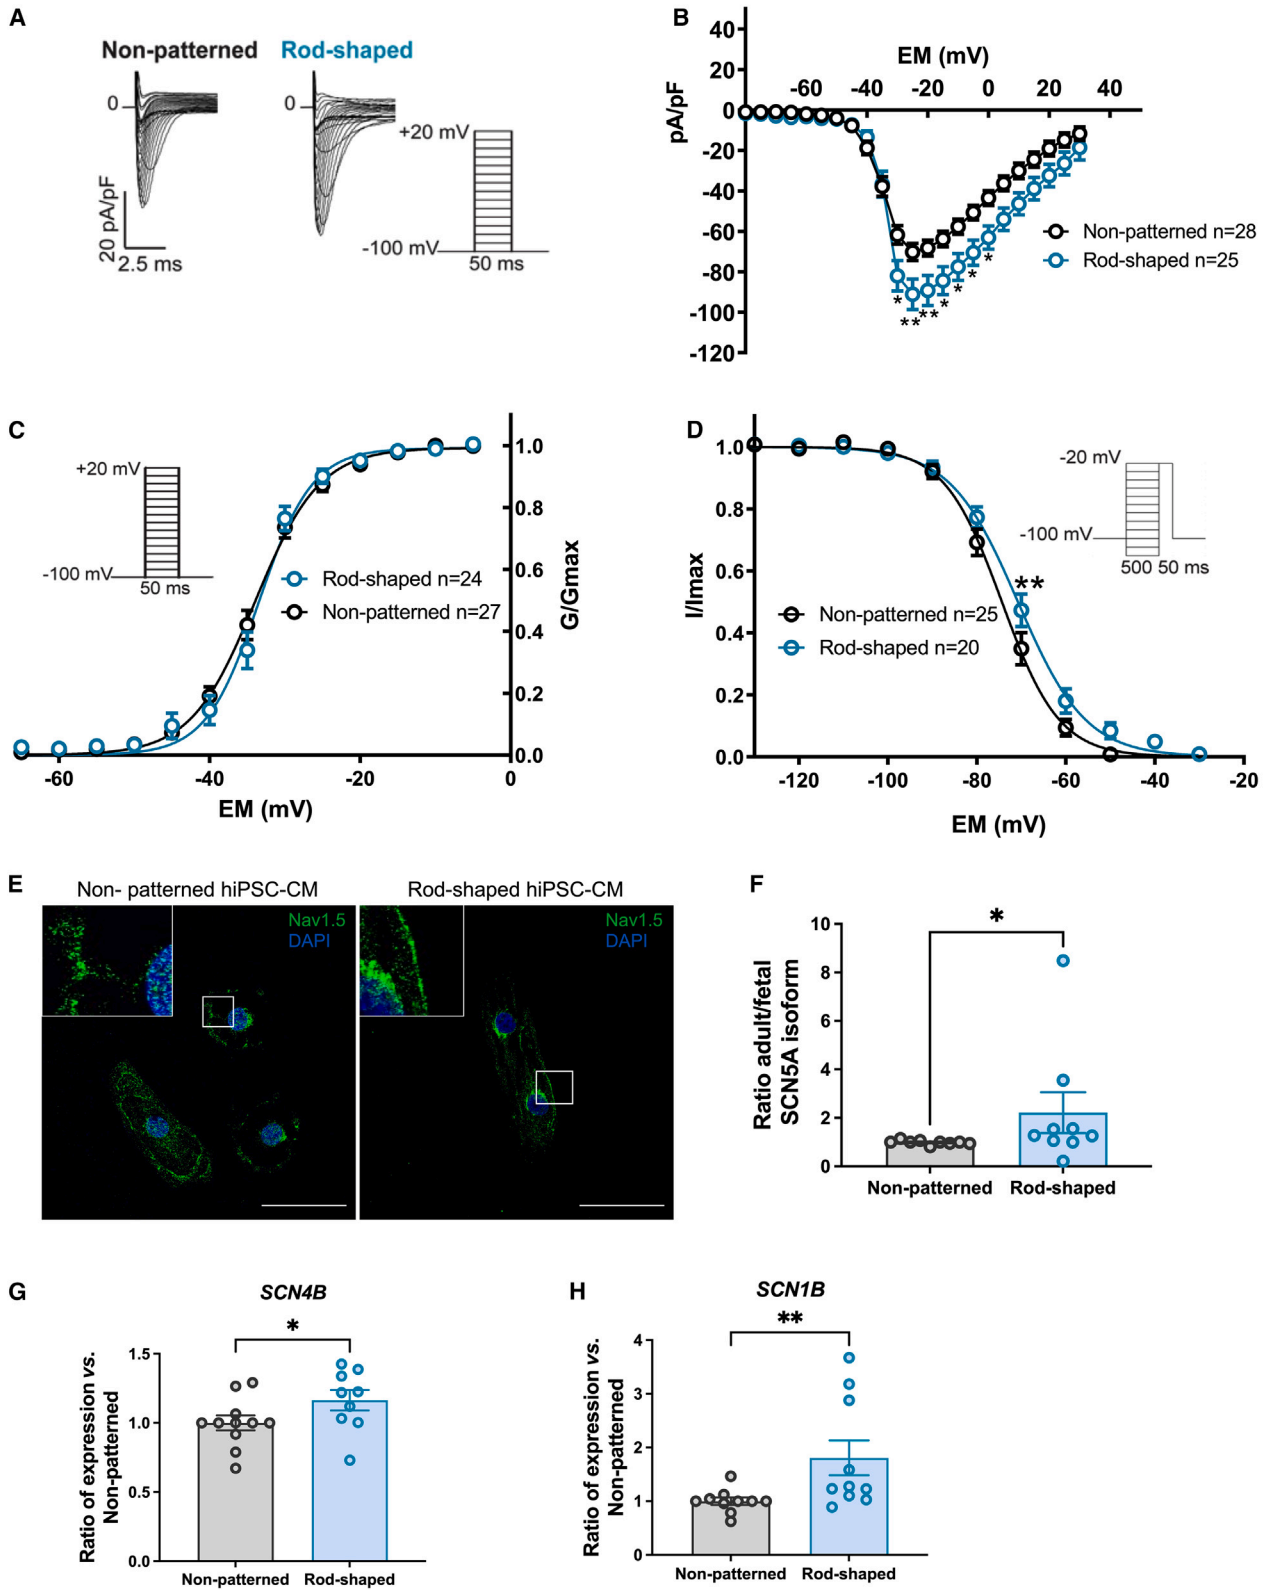 A
Non-patterned
Rod-shaped
0
0
+20 mV
-100 mV
50 ms
20 pA/pF
2.5 ms
B
EM (mV)
pA/pF
40
20
0
-20
-40
-60
-80
-100
-120
-60
-40
-20
0
20
40
Non-patterned n=28
Rod-shaped n=25
*
**
**
*
*
*
*
C
+20 mV
-100 mV
50 ms
Rod-shaped n=24
Non-patterned n=27
1.0
0.8
0.6
0.4
0.2
0.0
G/Gmax
-60
-40
-20
0
EM (mV)
D
1.0
0.8
0.6
0.4
0.2
0.0
I/Imax
-20 mV
-100 mV
500
50 ms
**
Non-patterned n=25
Rod-shaped n=20
-120
-100
-80
-60
-40
-20
EM (mV)
E
Non- patterned hiPSC-CM
Nav1.5
DAPI
Rod-shaped hiPSC-CM
Nav1.5
DAPI
F
*
Ratio adult/fetal
SCN5A isoform
10
8
6
4
2
0
Non-patterned
Rod-shaped
G
SCN4B
*
Ratio of expression vs.
Non-patterned
1.5
1.0
0.5
0.0
Non-patterned
Rod-shaped
H
SCN1B
**
Ratio of expression vs.
Non-patterned
4
3
2
1
0
Non-patterned
Rod-shaped